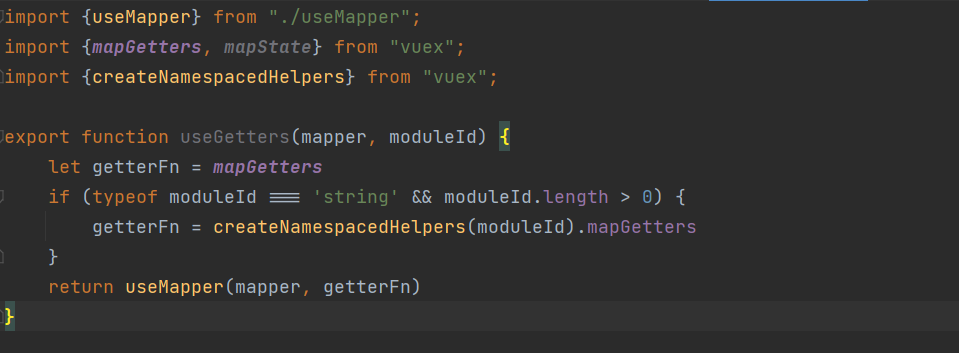 import {useMapper} from "./useMapper";
import {mapGetters, mapState} from "vuex";
import {createNamespacedHelpers} from "vuex";
export function useGetters(mapper, moduleId) {
    let getterFn = mapGetters
    if (typeof moduleId === 'string' && moduleId.length > 0) {
        getterFn = createNamespacedHelpers(moduleId).mapGetters
    }
    return useMapper(mapper, getterFn)
}